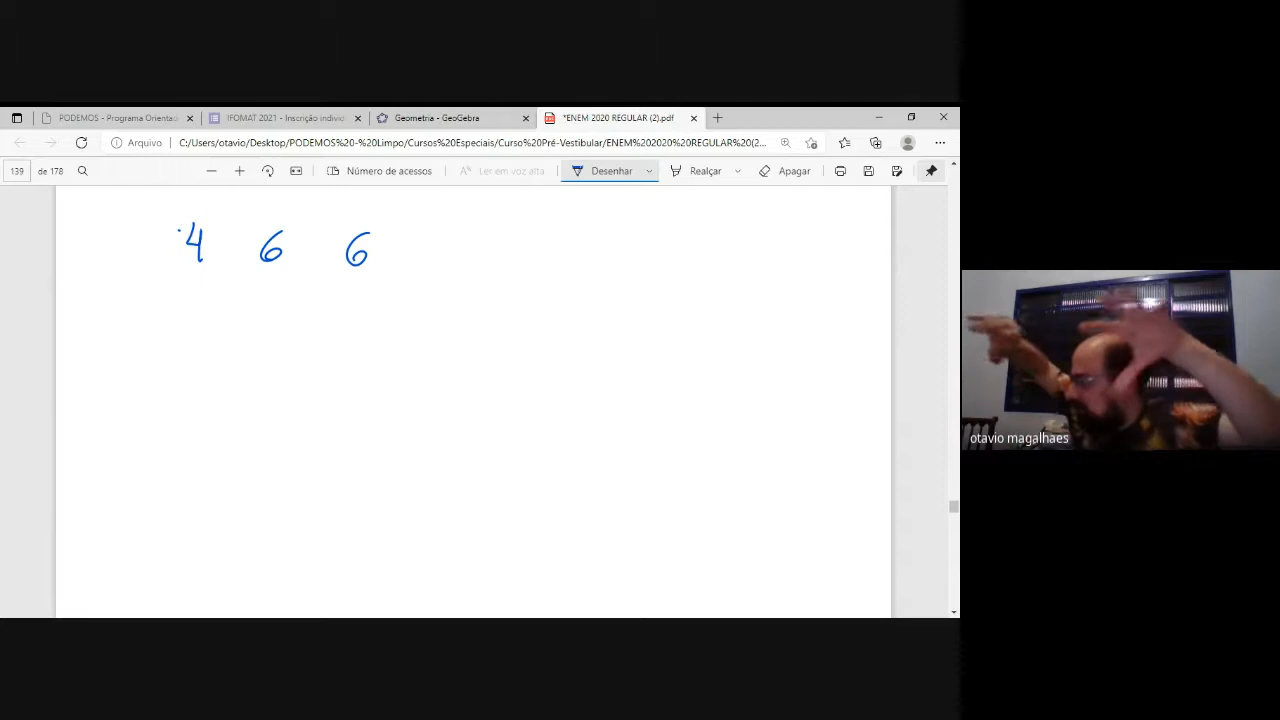 PODEMOS - Programa Orientad
IFOMAT 2021 - Inscrição individ
Geometria - GeoGebra
*ENEM 2020 REGULAR (2).pdf
Arquivo
C:/Users/otavio/Desktop/PODEMOS%20-%20Limpo/Cursos%20Especiais/Curso%20Pré-Vestibular/ENEM%202020%20REGULAR%20(2...
139 de 178
Número de acessos
Ler em voz alta
Desenhar
Realçar
Apagar
4 6 6
otavio magalhaes